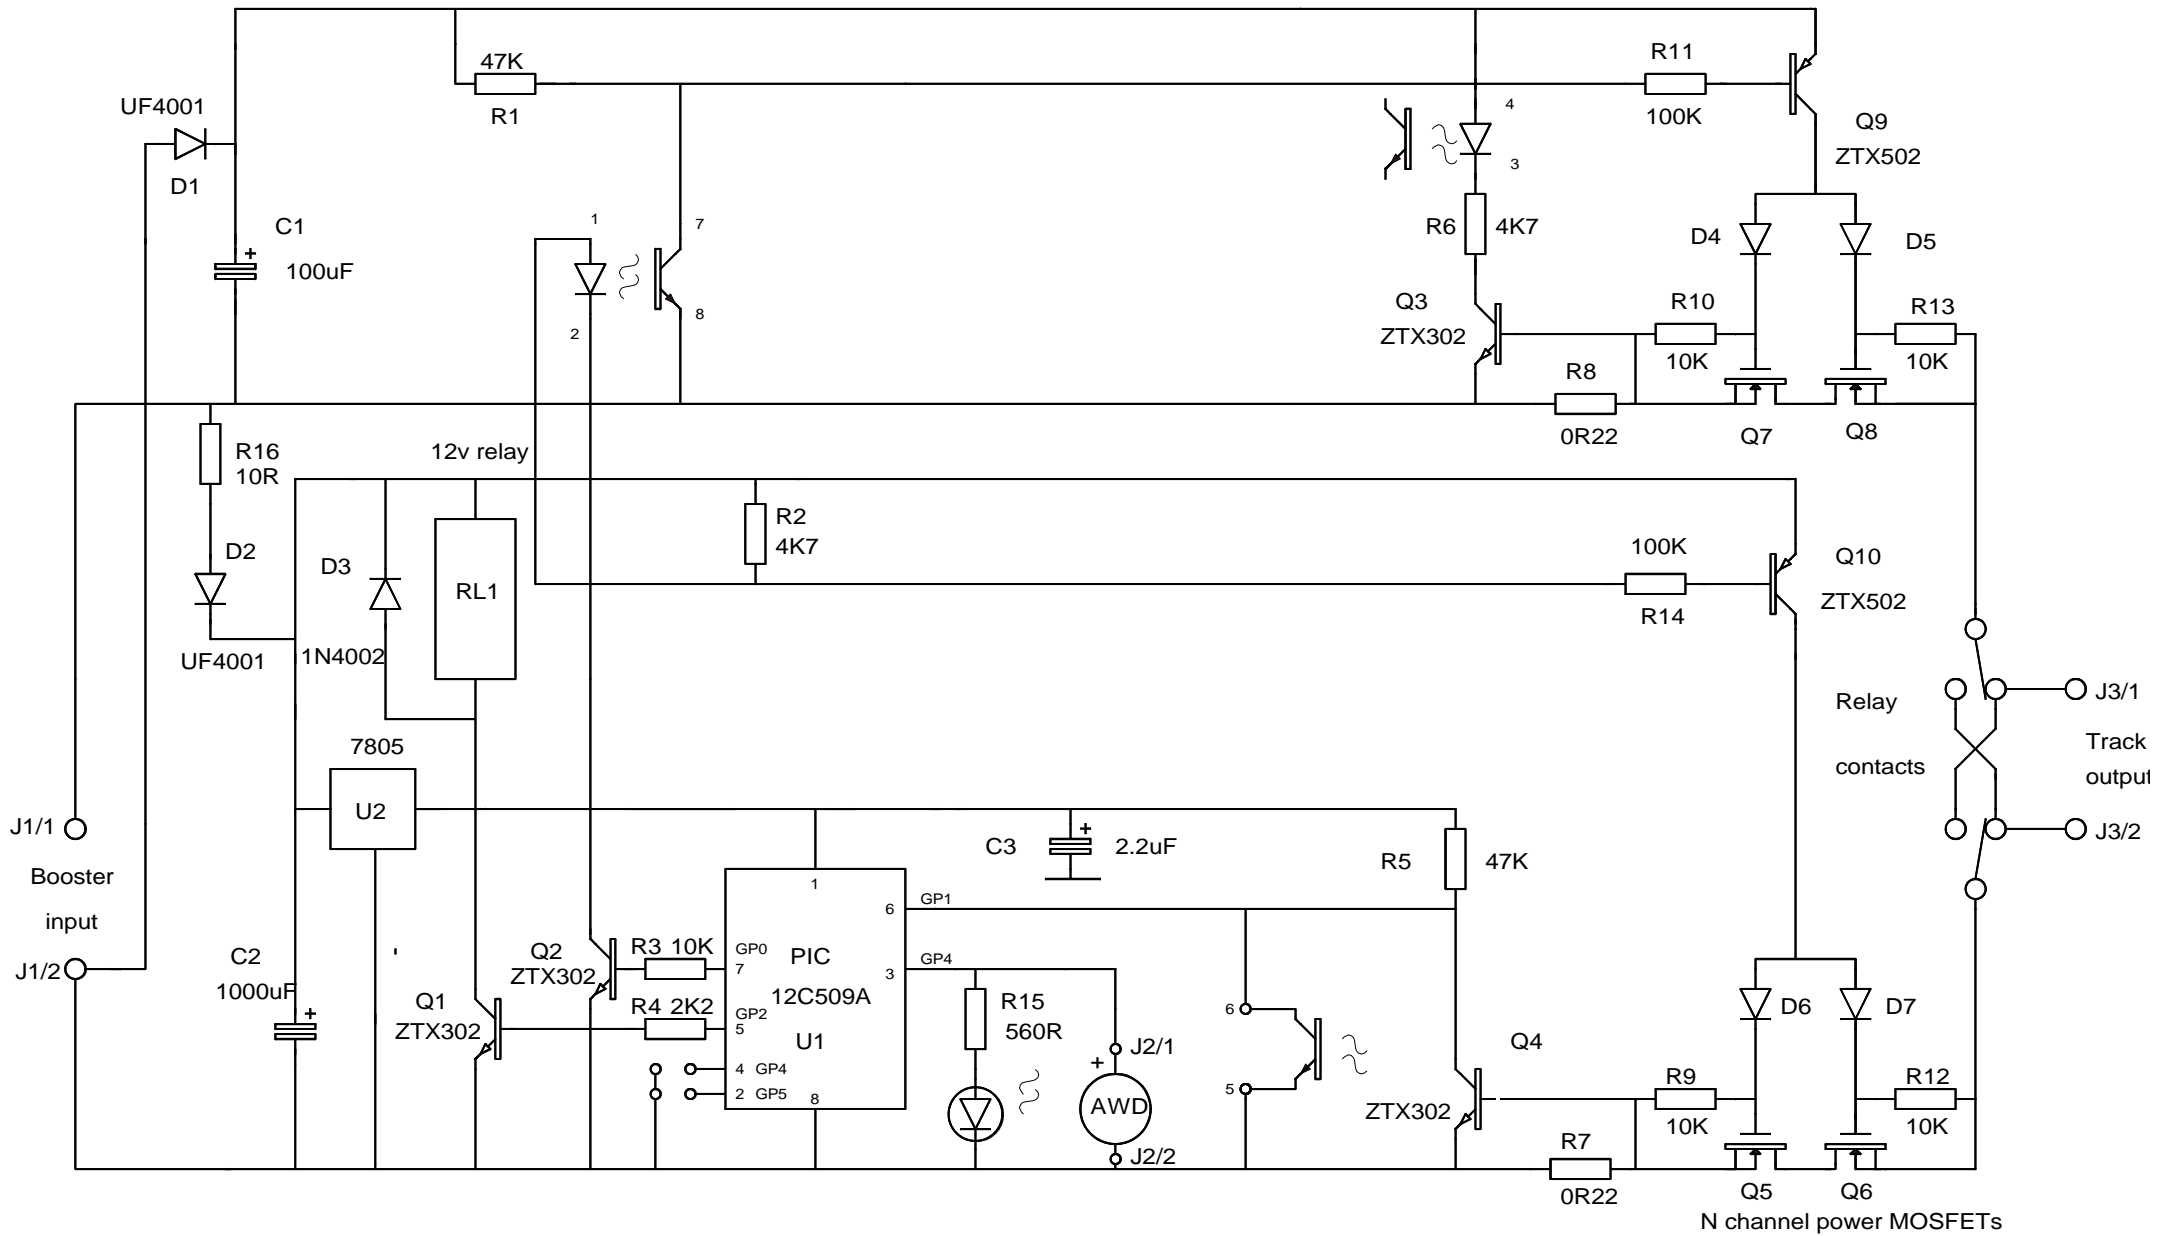 47K
R1
UF4001
D1
C1
100uF
1
2
7
8
R11
100K
4
3
Q9
ZTX502
R6 4K7
D4
D5
Q3
ZTX302
R10
10K
R13
10K
R8
0R22
Q7
Q8
R16
10R
12v relay
R2
4K7
D2
D3
RL1
UF4001
1N4002
100K
R14
Q10
ZTX502
Relay
contacts
J3/1
Track
output
J3/2
7805
U2
J1/1
Booster
input
J1/2
C2
1000uF
Q1
ZTX302
Q2
ZTX302
R3 10K
R4 2K2
1
GP0
7
GP2
5
4 GP4
2 GP5
8
PIC
12C509A
U1
6
GP1
3
GP4
C3 2.2uF
R5 47K
R15
560R
J2/1
AWD
J2/2
6
5
Q4
ZTX302
D6
D7
R9
10K
R12
10K
R7
0R22
Q5
Q6
N channel power MOSFETs